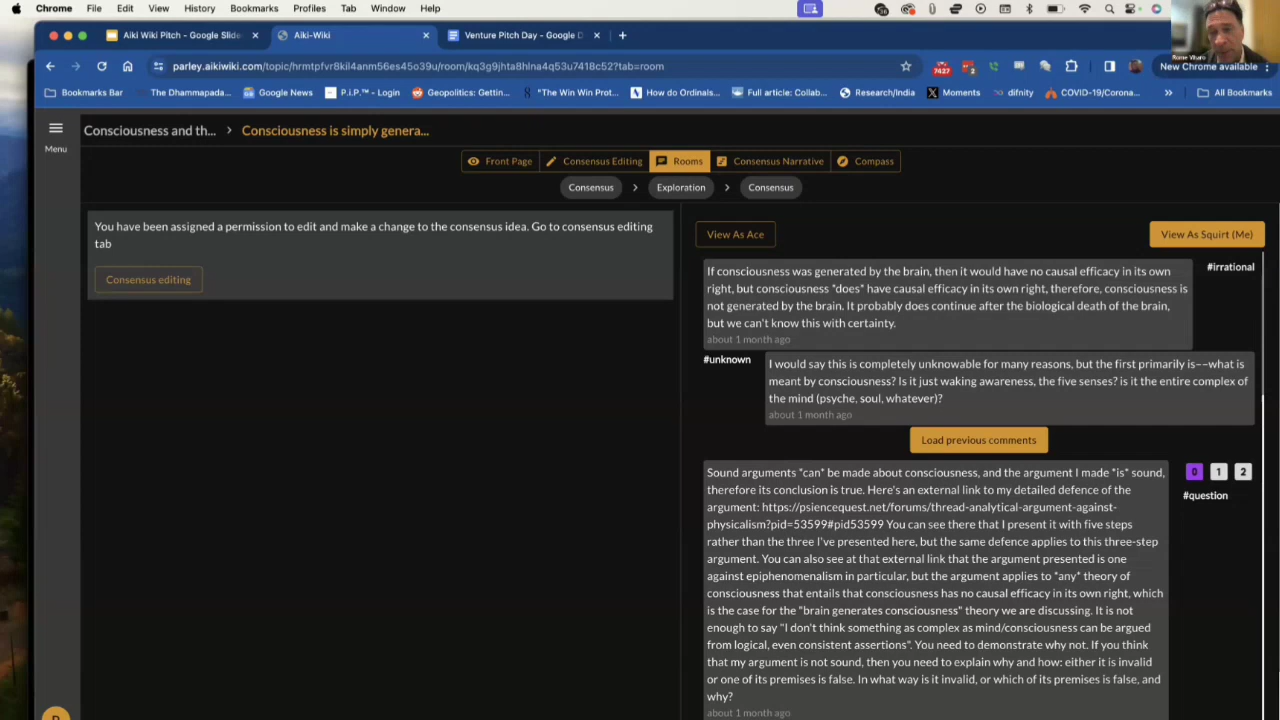 Chrome File Edit View History Bookmarks Profiles Tab Window Help
Aiki Wiki Pitch - Google Slide
Aiki-Wiki
Venture Pitch Day - Google D
parley.aikiwiki.com/topic/hrmtpfvr8kil4anm56es45o39u/room/kq3g9jhta8hlna4q53u7418c52?tab=room
7437
2
New Chrome available
Bookmarks Bar
The Dhammapada...
Google News
P.i.P.™ - Login
Geopolitics: Gettin...
"The Win Win Prot...
How do Ordinals...
Full article: Collab...
Research/India
Moments
difnity
COVID-19/Corona...
»
All Bookmarks
Menu
Consciousness and th... > Consciousness is simply genera...
Front Page
Consensus Editing
Rooms
Consensus Narrative
Compass
Consensus > Exploration > Consensus
You have been assigned a permission to edit and make a change to the consensus idea. Go to consensus editing
tab
Consensus editing
View As Ace
View As Squirt (Me)
If consciousness was generated by the brain, then it would have no causal efficacy in its own
right, but consciousness *does* have causal efficacy in its own right, therefore, consciousness is
not generated by the brain. It probably does continue after the biological death of the brain,
but we can't know this with certainty.
about 1 month ago
#irrational
#unknown
I would say this is completely unknowable for many reasons, but the first primarily is––what is
meant by consciousness? Is it just waking awareness, the five senses? is it the entire complex of
the mind (psyche, soul, whatever)?
about 1 month ago
Load previous comments
Sound arguments *can* be made about consciousness, and the argument I made *is* sound,
therefore its conclusion is true. Here's an external link to my detailed defence of the
argument: https://psiencequest.net/forums/thread-analytical-argument-against-
physicalism?pid=53599#pid53599 You can see there that I present it with five steps
rather than the three I've presented here, but the same defence applies to this three-step
argument. You can also see at that external link that the argument presented is one
against epiphenomenalism in particular, but the argument applies to *any* theory of
consciousness that entails that consciousness has no causal efficacy in its own right, which
is the case for the "brain generates consciousness" theory we are discussing. It is not
enough to say "I don't think something as complex as mind/consciousness can be argued
from logical, even consistent assertions". You need to demonstrate why not. If you think
that my argument is not sound, then you need to explain why and how: either it is invalid
or one of its premises is false. In what way is it invalid, or which of its premises is false, and
why?
about 1 month ago
0 1 2
#question